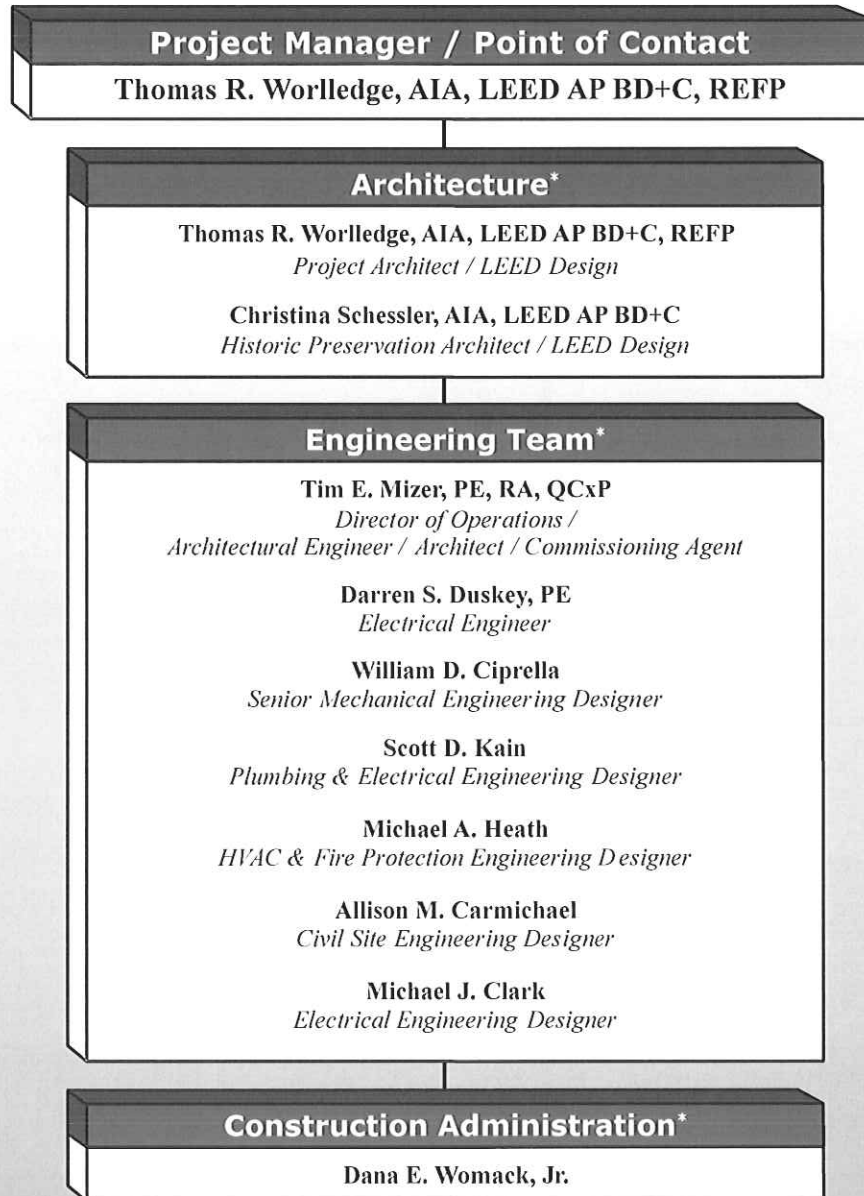 Project Manager / Point of Contact
Thomas R. Worlledge, AIA, LEED AP BD+C, REFP
Architecture*
Thomas R. Worlledge, AIA, LEED AP BD+C, REFP
Project Architect / LEED Design
Christina Schessler, AIA, LEED AP BD+C
Historic Preservation Architect / LEED Design
Engineering Team*
Tim E. Mizer, PE, RA, QCxP
Director of Operations /
Architectural Engineer / Architect / Commissioning Agent
Darren S. Duskey, PE
Electrical Engineer
William D. Ciprella
Senior Mechanical Engineering Designer
Scott D. Kain
Plumbing & Electrical Engineering Designer
Michael A. Heath
HVAC & Fire Protection Engineering Designer
Allison M. Carmichael
Civil Site Engineering Designer
Michael J. Clark
Electrical Engineering Designer
Construction Administration*
Dana E. Womack, Jr.